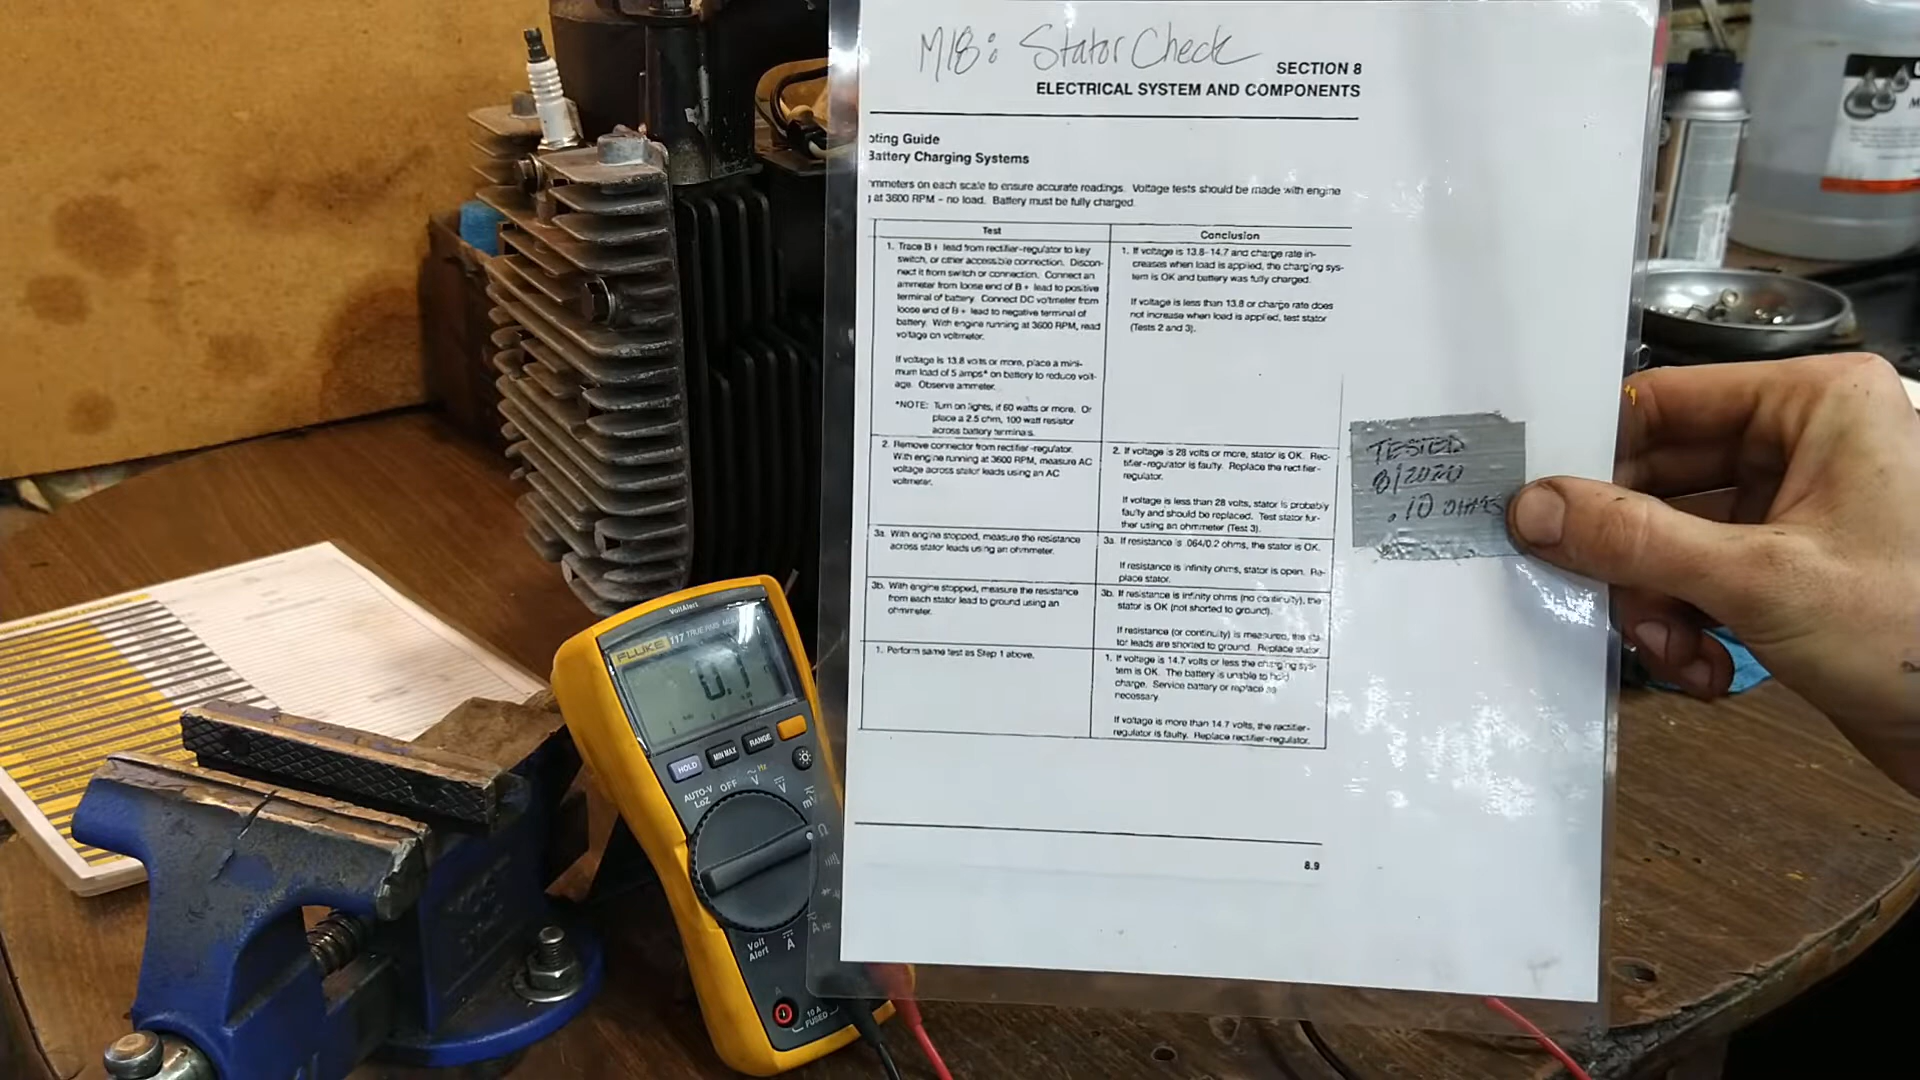 M18: Stator Check
SECTION 8
ELECTRICAL SYSTEM AND COMPONENTS
oting Guide
Battery Charging Systems
mmeters on each scale to ensure accurate readings. Voltage tests should be made with engine
at 3600 RPM - no load. Battery must be fully charged.
Test
1. Trace B+ lead from rectifier-regulator to key
switch, or other accessible connection. Discon-
nect it from switch or connection. Connect an
ammeter from loose end of B+ lead to positive
terminal of battery. Connect DC voltmeter from
loose end of B+ lead to negative terminal of
battery. With engine running at 3600 RPM, read
voltage on voltmeter.
If voltage is 13.8 volts or more, place a mini-
mum load of 5 amps* on battery to reduce volt-
age. Observe ammeter.
*NOTE: Turn on lights, if 60 watts or more. Or
place a 2.5 ohm, 100 watt resistor
across battery terminals.
Conclusion
1. If voltage is 13.8-14.7 and charge rate in-
creases when load is applied, the charging sys-
tem is OK and battery was fully charged.
If voltage is less than 13.8 or charge rate does
not increase when load is applied, test stator
(Tests 2 and 3).
2. Remove connector from rectifier-regulator.
With engine running at 3600 RPM, measure AC
voltage across stator leads using an AC
voltmeter.
2. If voltage is 28 volts or more, stator is OK. Rec-
tifier-regulator is faulty. Replace the rectifier-
regulator.
If voltage is less than 28 volts, stator is probably
faulty and should be replaced. Test stator fur-
ther using an ohmmeter (Test 3).
3a. With engine stopped, measure the resistance
across stator leads using an ohmmeter.
3a. If resistance is .064/0.2 ohms, the stator is OK.
If resistance is infinity ohms, stator is open. Re-
place stator.
3b. With engine stopped, measure the resistance
from each stator lead to ground using an
ohmmeter.
3b. If resistance is infinity ohms (no continuity), the
stator is OK (not shorted to ground).
If resistance (or continuity) is measured, the sta-
tor leads are shorted to ground. Replace stator.
1. Perform same test as Step 1 above.
1. If voltage is 14.7 volts or less the charging sys-
tem is OK. The battery is unable to hold
charge. Service battery or replace as
necessary.
If voltage is more than 14.7 volts, the rectifier-
regulator is faulty. Replace rectifier-regulator.
8.9
TESTED
8/2020
.10 OHMS
VoltAlert
FLUKE 117 TRUE RMS
0.1
HOLD
MIN MAX
RANGE
AUTO-V
LoZ
OFF
Hz
V
V
Ω
Volt
Alert
A
A Hz
A
10 A
FUSED